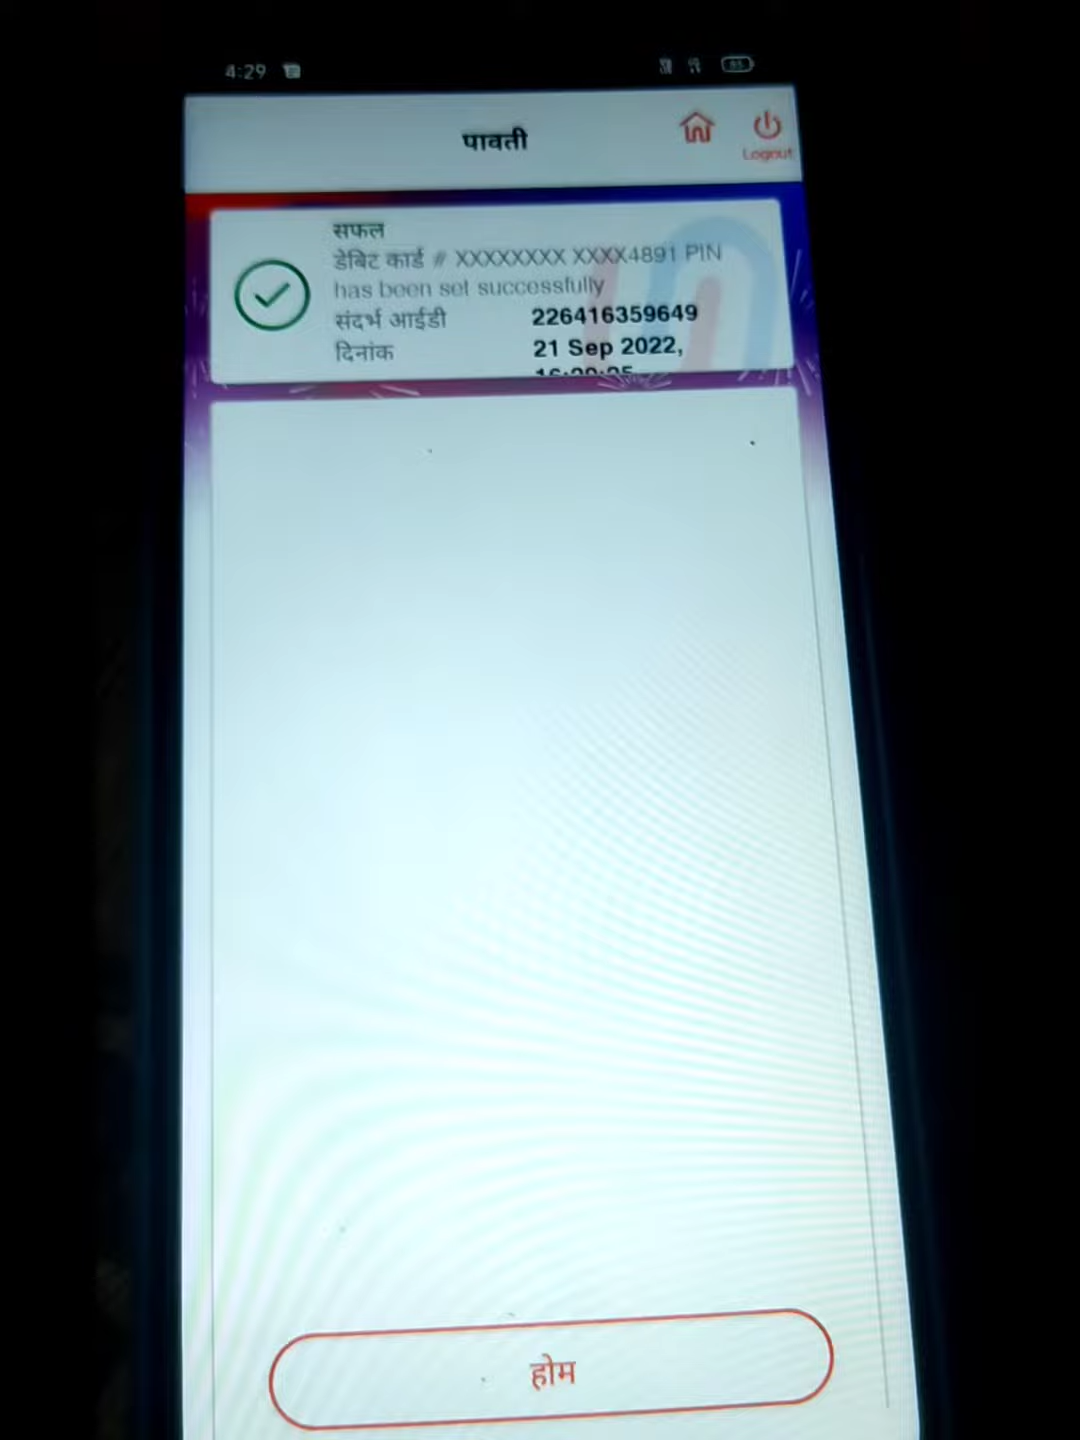 4:29
पावती
Logout
सफल
डेबिट कार्ड # XXXXXXXX XXXX4891 PIN
has been set successfully
संदर्भ आईडी 226416359649
दिनांक 21 Sep 2022,
होम